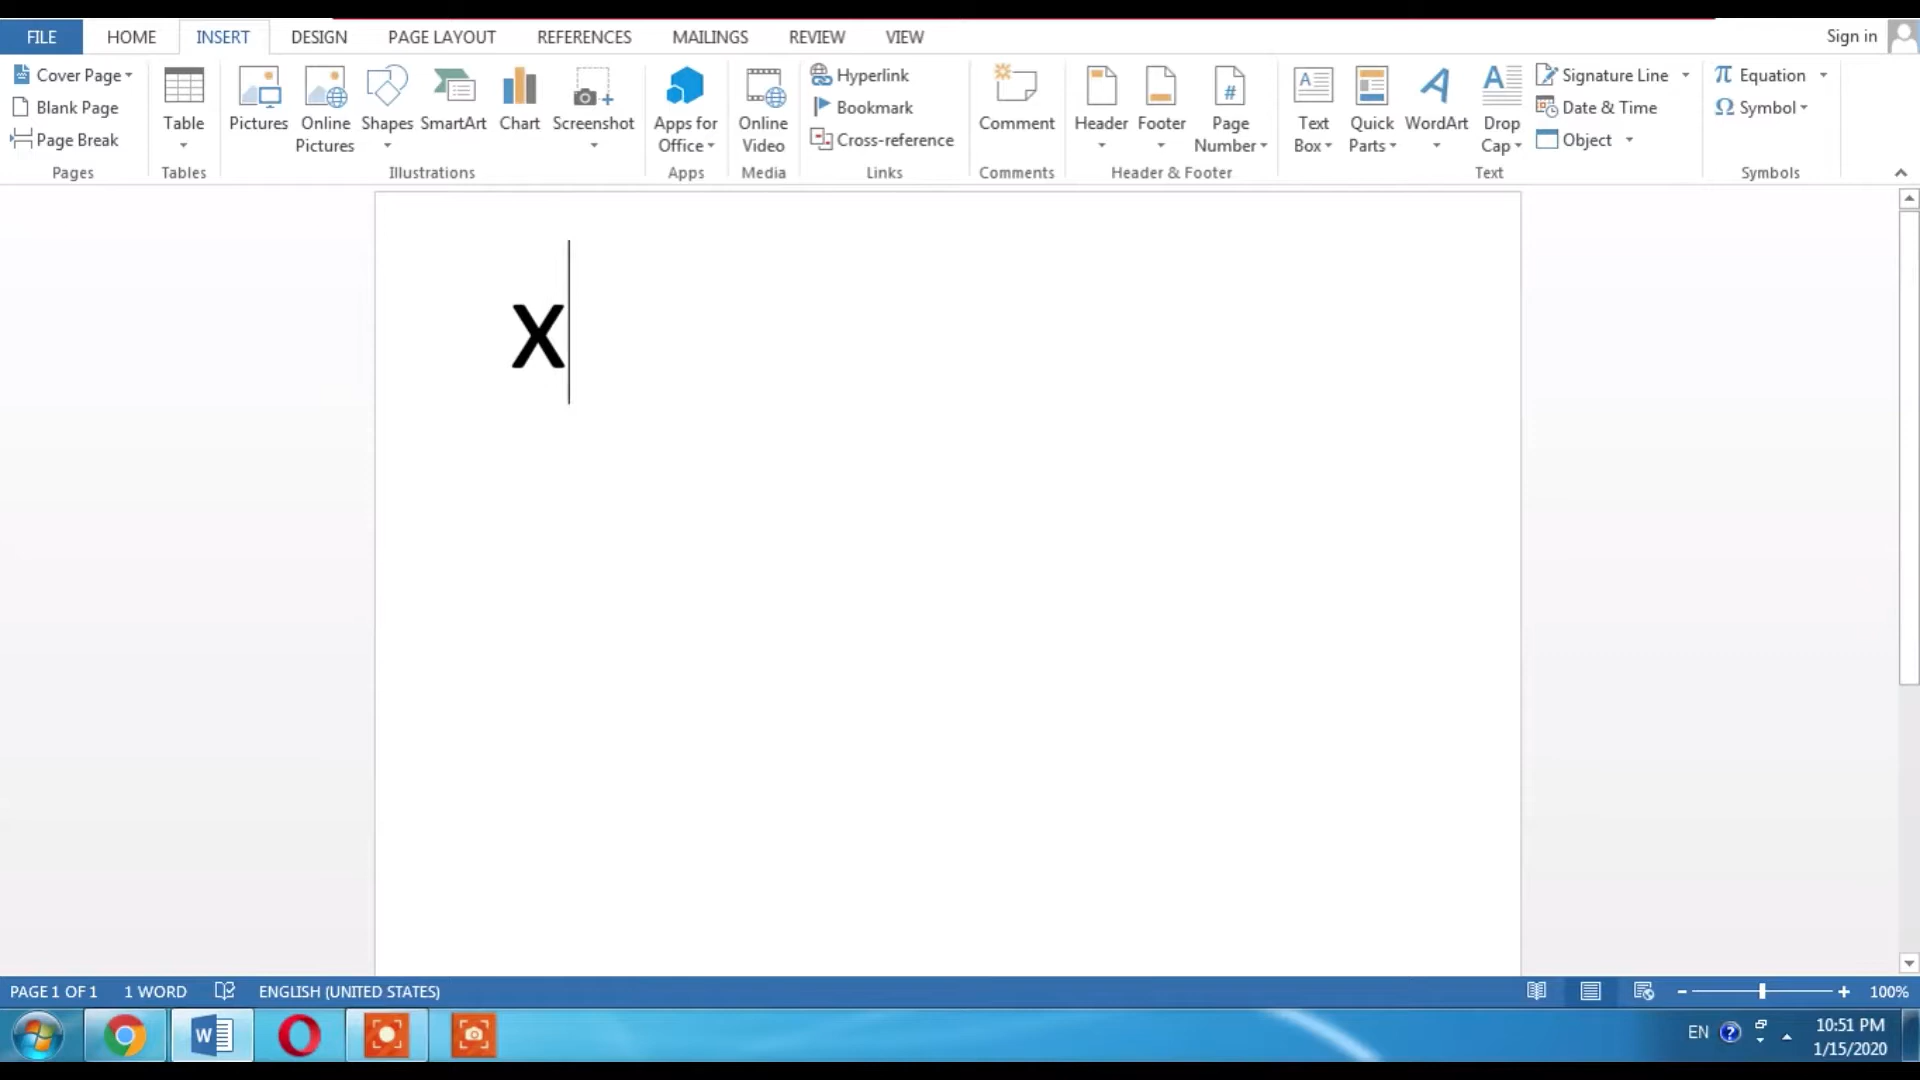 FILE HOME INSERT DESIGN PAGE LAYOUT REFERENCES MAILINGS REVIEW VIEW Sign in
Cover Page
Blank Page
Page Break
Pages
Table
Tables
Pictures
Online Pictures
Shapes
SmartArt
Chart
Screenshot
Illustrations
Apps for Office
Apps
Online Video
Media
Hyperlink
Bookmark
Cross-reference
Links
Comment
Comments
Header
Footer
Page Number
Header & Footer
Text Box
Quick Parts
WordArt
Drop Cap
Signature Line
Date & Time
Object
Text
Equation
Symbol
Symbols
X
PAGE 1 OF 1 1 WORD ENGLISH (UNITED STATES) 100%
EN 10:51 PM
1/15/2020